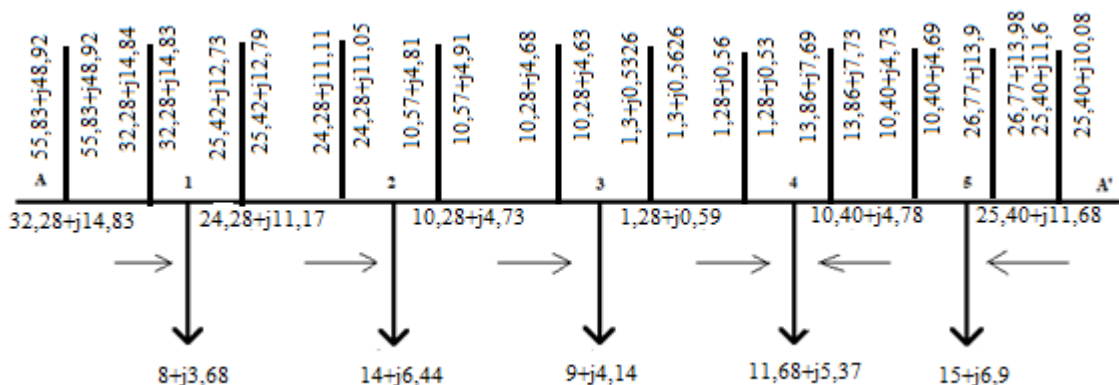 55,83+j48,92
55,83+j48,92
32,28+j14,84
32,28+j14,83
25,42+j12,73
25,42+j12,79
24,28+j11,11
24,28+j11,05
10,57+j4,81
10,57+j4,91
10,28+j4,68
10,28+j4,63
1,3+j0,5326
1,3+j0,5626
1,28+j0,56
1,28+j0,53
13,86+j7,69
13,86+j7,73
10,40+j4,73
10,40+j4,69
26,77+j13,9
26,77+j13,98
25,40+j11,6
25,40+j10,08
A 1 2 3 4 5 A'
32,28+j14,83 24,28+j11,17 10,28+j4,73 1,28+j0,59 10,40+j4,78 25,40+j11,68
8+j3,68 14+j6,44 9+j4,14 11,68+j5,37 15+j6,9